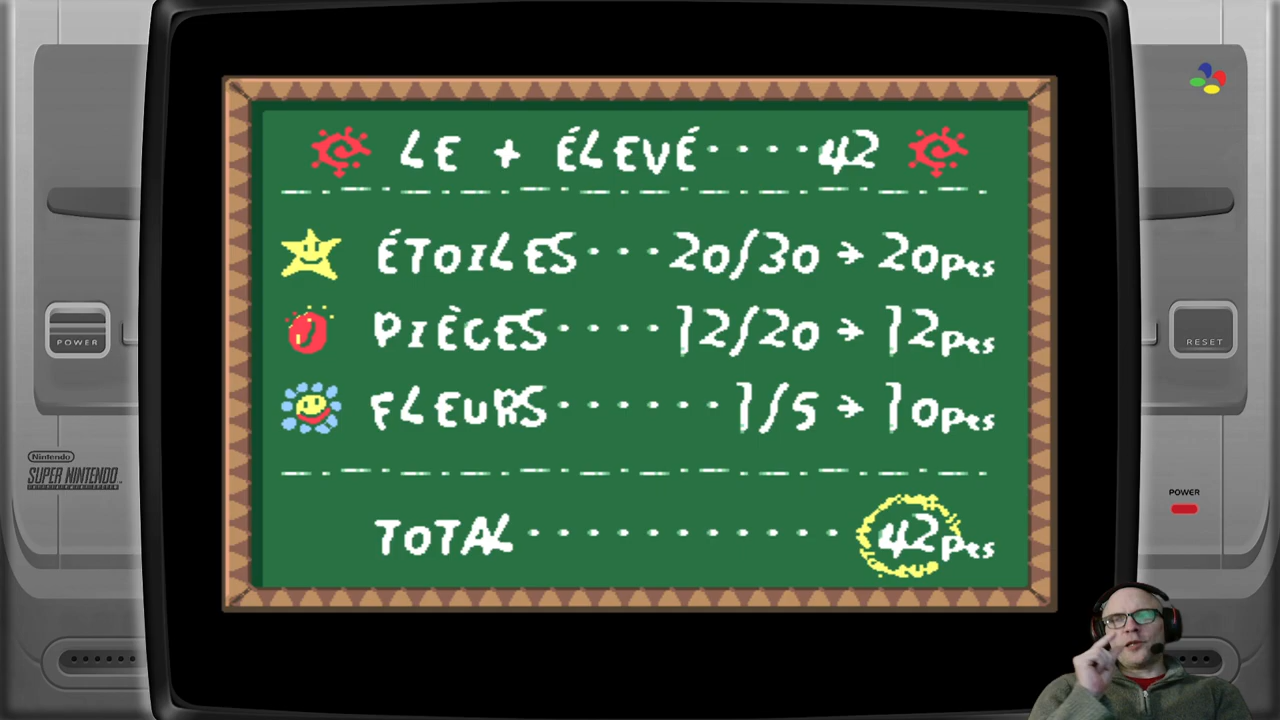 LE + ÉLEVÉ····42
ÉTOILES···20/30→20pts
PIÈCES····12/20→12pts
FLEURS······1/5→10pts
TOTAL···········42pts
POWER
RESET
Nintendo
SUPER NINTENDO
POWER